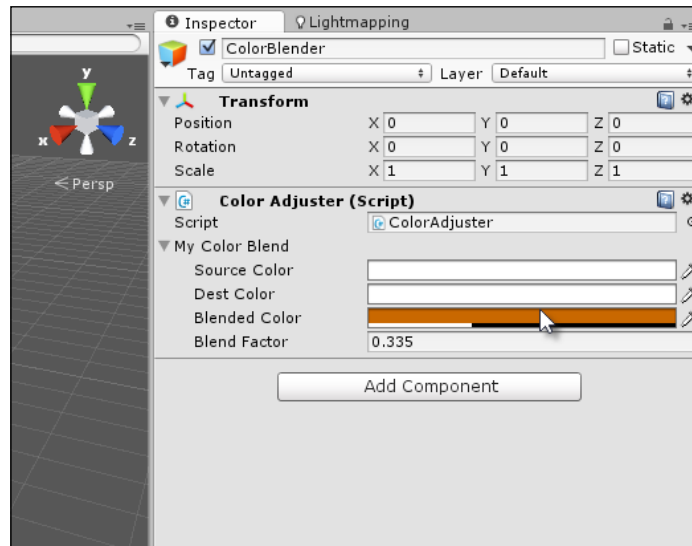 Inspector Lightmapping
ColorBlender Static
Tag Untagged Layer Default
y
x z
Persp
Transform
Position X 0 Y 0 Z 0
Rotation X 0 Y 0 Z 0
Scale X 1 Y 1 Z 1
Color Adjuster (Script)
Script ColorAdjuster
My Color Blend
Source Color
Dest Color
Blended Color
Blend Factor 0.335
Add Component